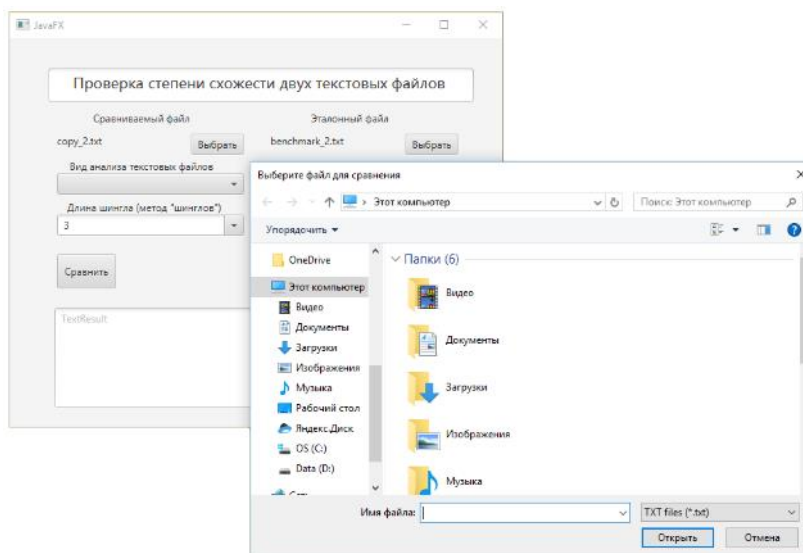 JavaFX
Проверка степени схожести двух текстовых файлов
Сравниваемый файл
Эталонный файл
copy_2.txt
Выбрать
benchmark_2.txt
Выбрать
Вид анализа текстовых файлов
Длина шингла (метод "шинглов")
3
Сравнить
TextResult
Выберите файл для сравнения
Этот компьютер
Поиск: Этот компьютер
Упорядочить
OneDrive
Этот компьютер
Видео
Документы
Загрузки
Изображения
Музыка
Рабочий стол
Яндекс.Диск
OS (C:)
Data (D:)
Папки (6)
Видео
Документы
Загрузки
Изображения
Музыка
Имя файла:
TXT files (*.txt)
Открыть
Отмена